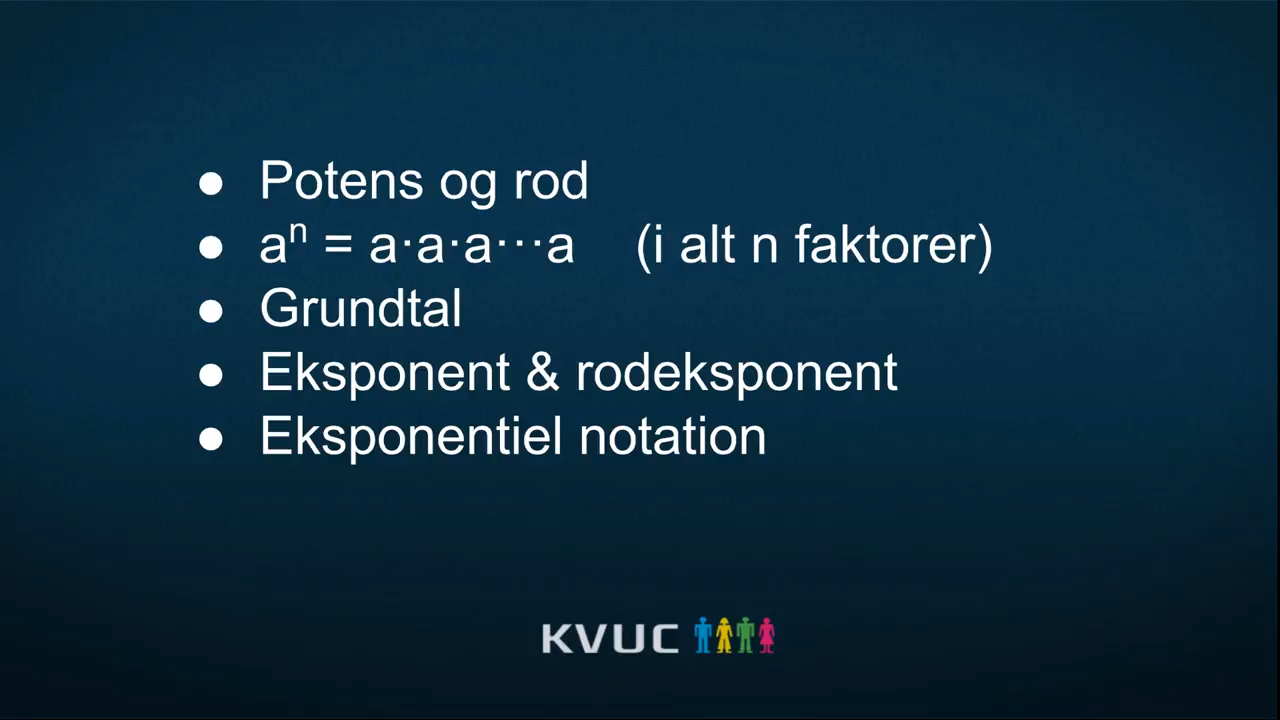 ● Potens og rod
● aⁿ = a·a·a···a (i alt n faktorer)
● Grundtal
● Eksponent & rodeksponent
● Eksponentiel notation
KVUC